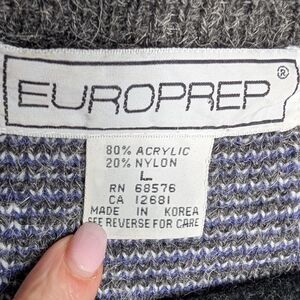 EUROPREP®
80% ACRYLIC
20% NYLON
L
RN 68576
CA 12681
MADE IN KOREA
SEE REVERSE FOR CARE